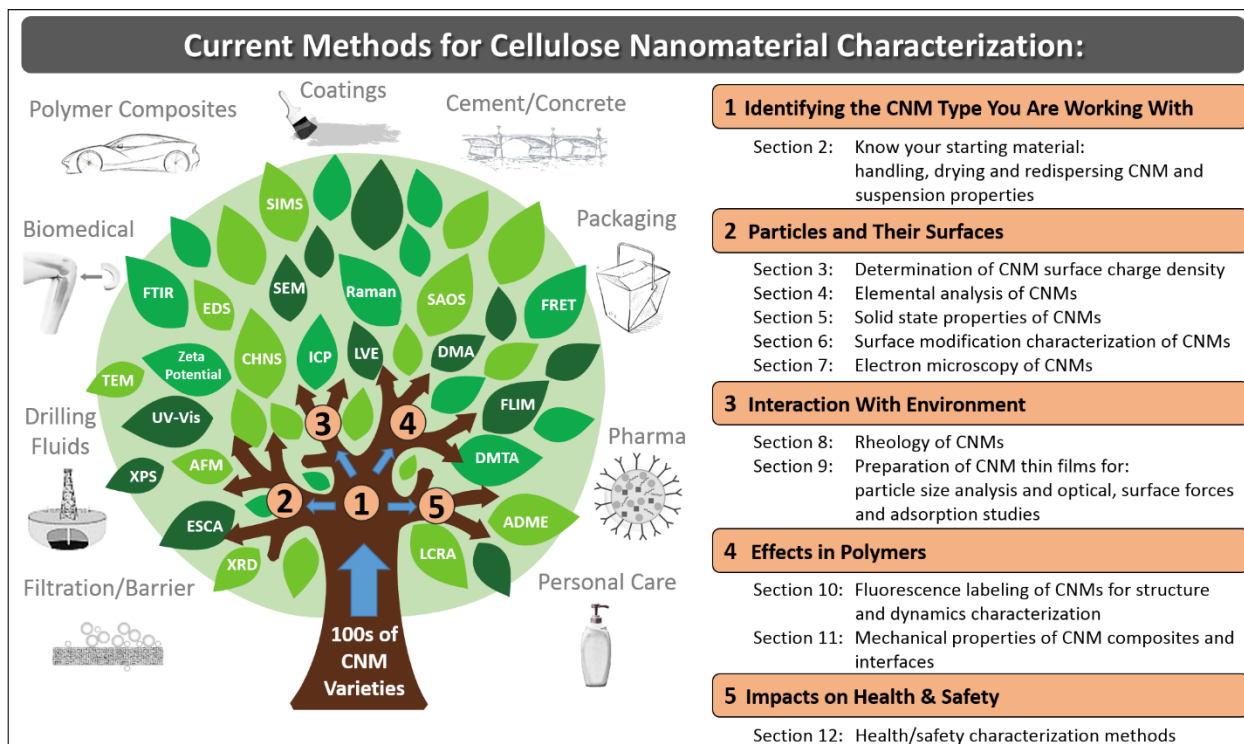 Current Methods for Cellulose Nanomaterial Characterization:
Coatings
Polymer Composites
Cement/Concrete
Biomedical
Packaging
Drilling
Fluids
Pharma
Filtration/Barrier
Personal Care
SIMS
FTIR
EDS
SEM
Raman
SAOS
FRET
TEM
Zeta
Potential
CHNS
ICP
LVE
DMA
UV-Vis
FLIM
XPS
AFM
DMTA
ESCA
XRD
LCRA
ADME
3
4
2
1
5
100s of
CNM
Varieties
1 Identifying the CNM Type You Are Working With
Section 2: Know your starting material:
handling, drying and redispersing CNM and
suspension properties
2 Particles and Their Surfaces
Section 3: Determination of CNM surface charge density
Section 4: Elemental analysis of CNMs
Section 5: Solid state properties of CNMs
Section 6: Surface modification characterization of CNMs
Section 7: Electron microscopy of CNMs
3 Interaction With Environment
Section 8: Rheology of CNMs
Section 9: Preparation of CNM thin films for:
particle size analysis and optical, surface forces
and adsorption studies
4 Effects in Polymers
Section 10: Fluorescence labeling of CNMs for structure
and dynamics characterization
Section 11: Mechanical properties of CNM composites and
interfaces
5 Impacts on Health & Safety
Section 12: Health/safety characterization methods